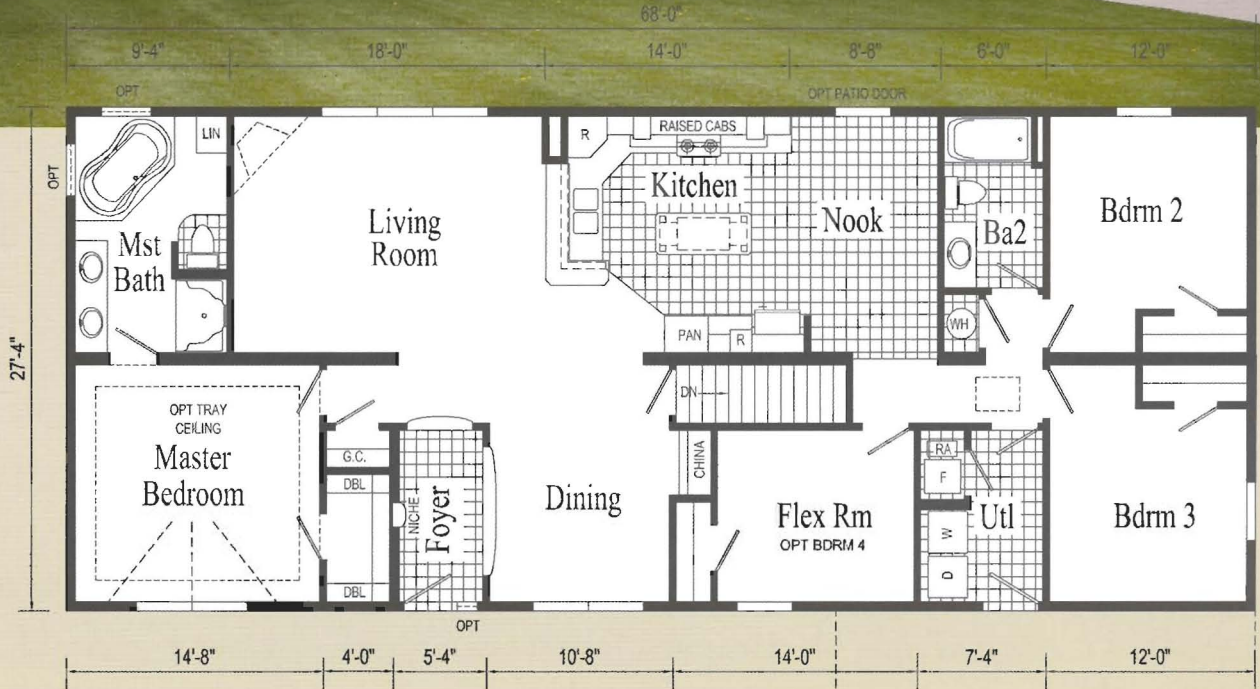 68'-0"
9'-4"
18'-0"
14'-0"
8'-8"
6'-0"
12'-0"
OPT
OPT PATIO DOOR
LIN
R
RAISED CABS
OPT
Kitchen
Living
Room
Nook
Ba2
Bdrm 2
Mst
Bath
WH
PAN
R
27'-4"
DN
OPT TRAY
CEILING
Master
Bedroom
G.C.
DBL
DBL
NICHE
Foyer
Dining
CHINA
Flex Rm
OPT BDRM 4
RA
F
W
D
Utl
Bdrm 3
OPT
14'-8"
4'-0"
5'-4"
10'-8"
14'-0"
7'-4"
12'-0"